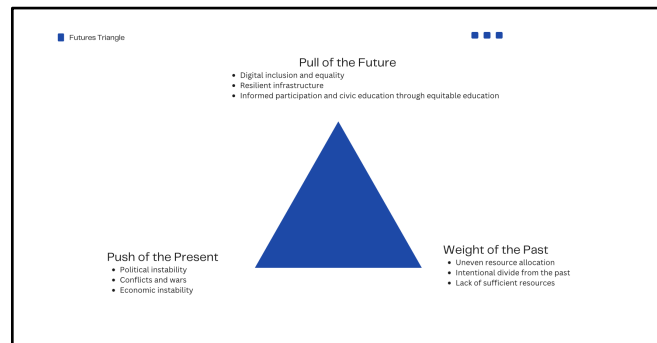 Futures Triangle
Pull of the Future
• Digital inclusion and equality
• Resilient infrastructure
• Informed participation and civic education through equitable education
Push of the Present
• Political instability
• Conflicts and wars
• Economic instability
Weight of the Past
• Uneven resource allocation
• Intentional divide from the past
• Lack of sufficient resources